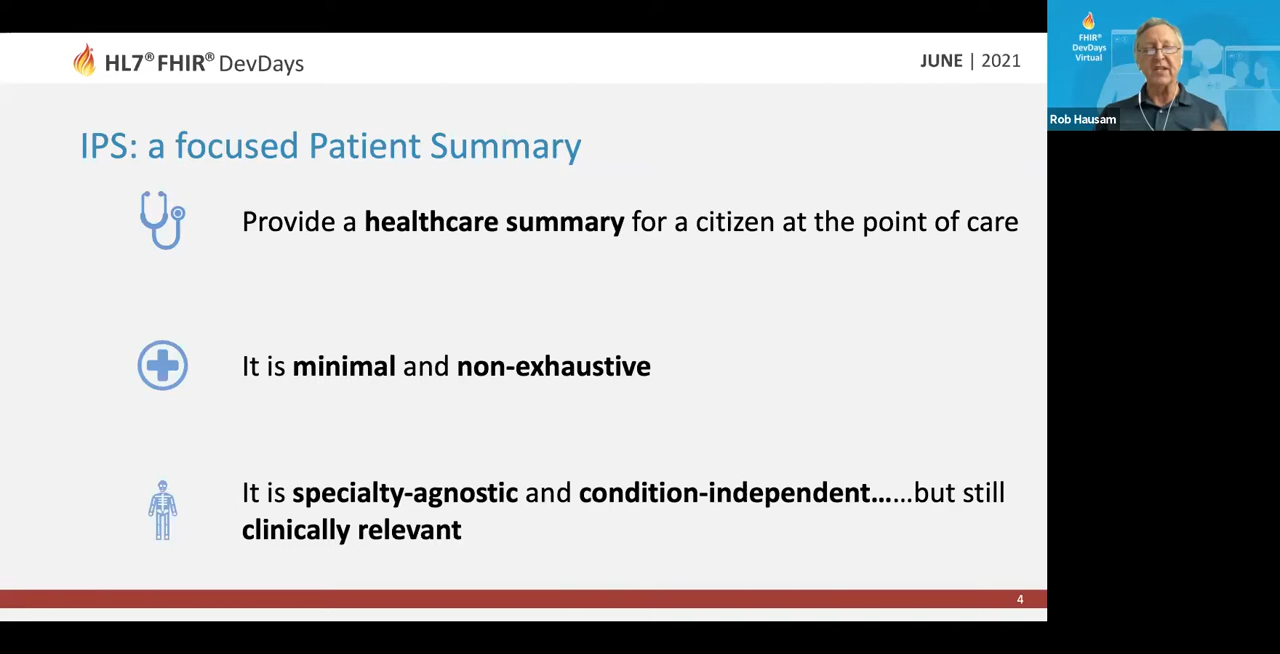 HL7® FHIR® DevDays
JUNE | 2021
IPS: a focused Patient Summary
Provide a healthcare summary for a citizen at the point of care
It is minimal and non-exhaustive
It is specialty-agnostic and condition-independent……but still
clinically relevant
4
FHIR®
DevDays
Virtual
Rob Hausam